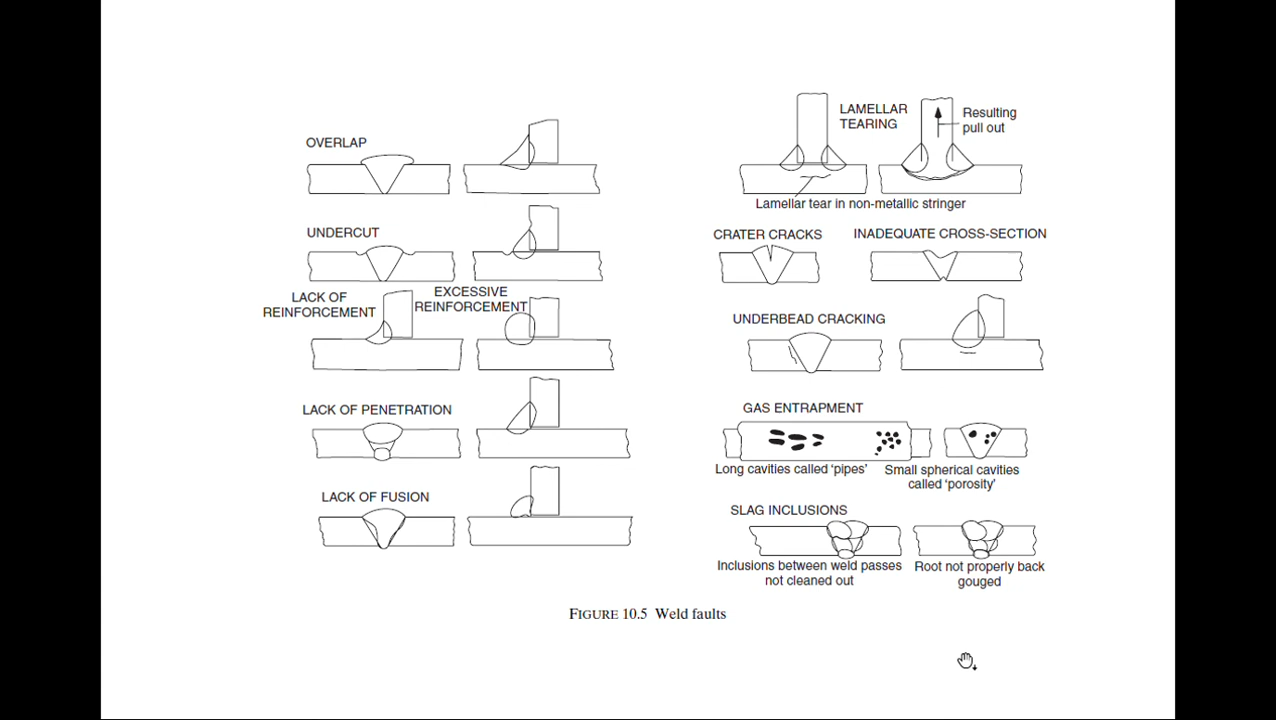 OVERLAP
UNDERCUT
LACK OF
REINFORCEMENT
EXCESSIVE
REINFORCEMENT
LACK OF PENETRATION
LACK OF FUSION
LAMELLAR
TEARING
Resulting
pull out
Lamellar tear in non-metallic stringer
CRATER CRACKS
INADEQUATE CROSS-SECTION
UNDERBEAD CRACKING
GAS ENTRAPMENT
Long cavities called ‘pipes’
Small spherical cavities
called ‘porosity’
SLAG INCLUSIONS
Inclusions between weld passes
not cleaned out
Root not properly back
gouged
FIGURE 10.5 Weld faults